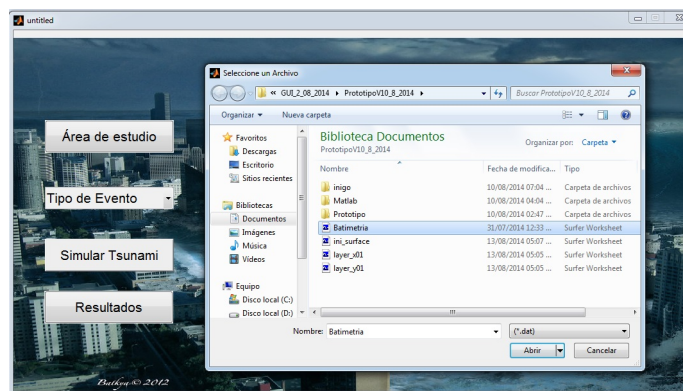 untitled
Seleccione un Archivo
« GUI_2_08_2014 ▸ PrototipoV10_8_2014 ▸
Buscar PrototipoV10_8_2014
Organizar
Nueva carpeta
Área de estudio
Tipo de Evento
Simular Tsunami
Resultados
Favoritos
Descargas
Escritorio
Sitios recientes
Bibliotecas
Documentos
Imágenes
Música
Vídeos
Equipo
Disco local (C:)
Disco local (D:)
Biblioteca Documentos
PrototipoV10_8_2014
Organizar por: Carpeta
Nombre Fecha de modifica... Tipo
inigo 10/08/2014 07:04 ... Carpeta de archivos
Matlab 10/08/2014 04:04 ... Carpeta de archivos
Prototipo 10/08/2014 02:47 ... Carpeta de archivos
Batimetria 31/07/2014 12:33 ... Surfer Worksheet
ini_surface 13/08/2014 05:07 ... Surfer Worksheet
layer_x01 13/08/2014 05:05 ... Surfer Worksheet
layer_y01 13/08/2014 05:05 ... Surfer Worksheet
Nombre: Batimetria
(*.dat)
Abrir
Cancelar
Batkya © 2012